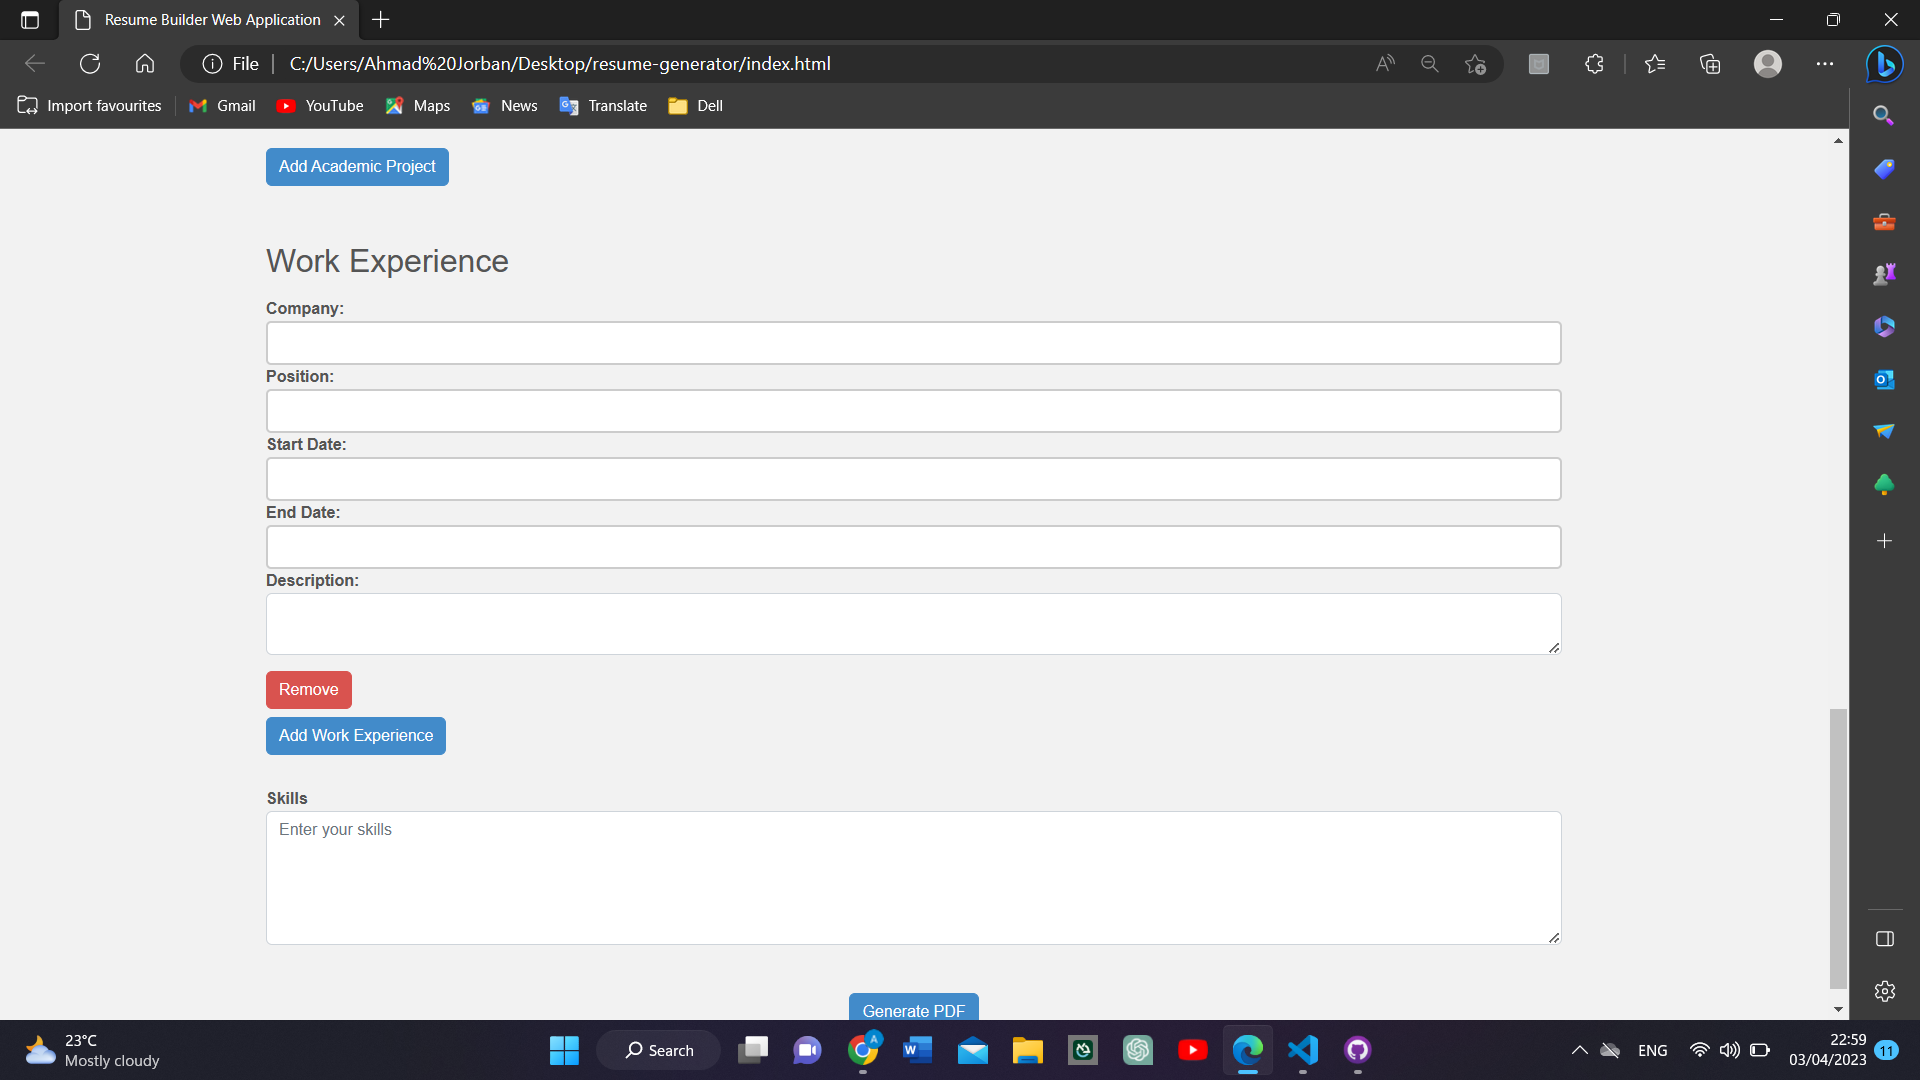 Resume Builder Web Application
File C:/Users/Ahmad%20Jorban/Desktop/resume-generator/index.html
Import favourites Gmail YouTube Maps News Translate Dell
Add Academic Project
Work Experience
Company:
Position:
Start Date:
End Date:
Description:
Remove
Add Work Experience
Skills
Enter your skills
Generate PDF
23°C
Mostly cloudy
Search
ENG
22:59
03/04/2023
11